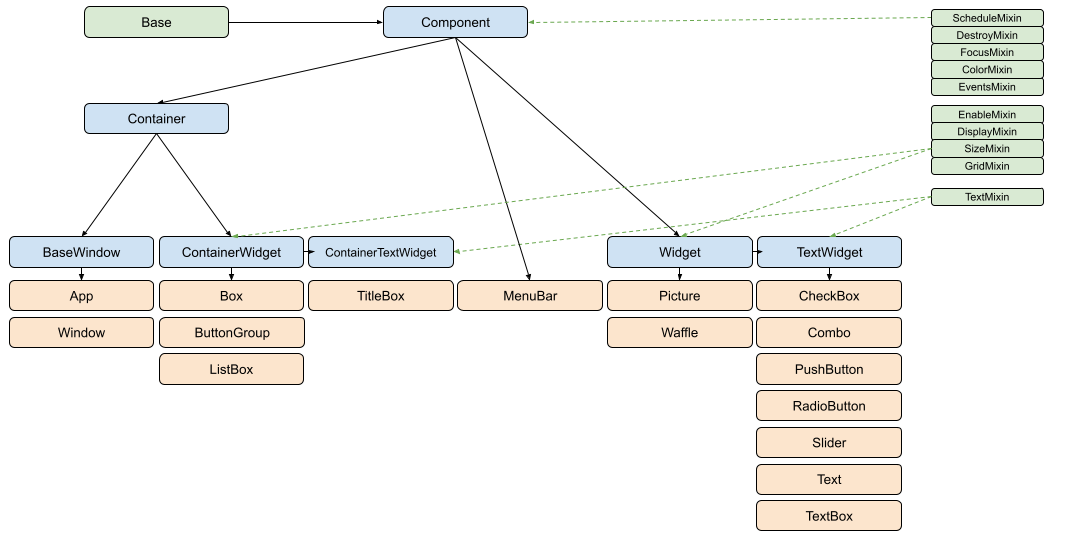 Base
Component
ScheduleMixin
DestroyMixin
FocusMixin
ColorMixin
EventsMixin
Container
EnableMixin
DisplayMixin
SizeMixin
GridMixin
TextMixin
BaseWindow
ContainerWidget
ContainerTextWidget
Widget
TextWidget
App
Box
TitleBox
MenuBar
Picture
CheckBox
Window
ButtonGroup
Waffle
Combo
ListBox
PushButton
RadioButton
Slider
Text
TextBox